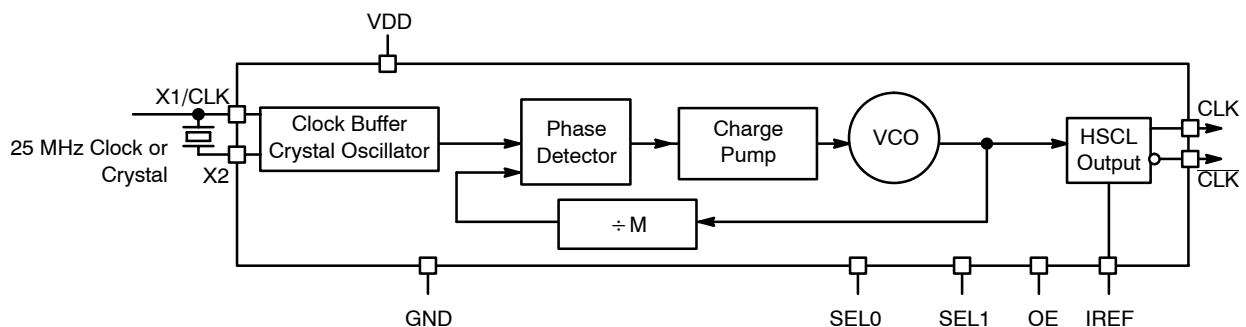 VDD
X1/CLK
25 MHz Clock or
Crystal
X2
Clock Buffer
Crystal Oscillator
Phase
Detector
Charge
Pump
VCO
HSCL
Output
CLK
CLK
÷ M
GND
SEL0
SEL1
OE
IREF